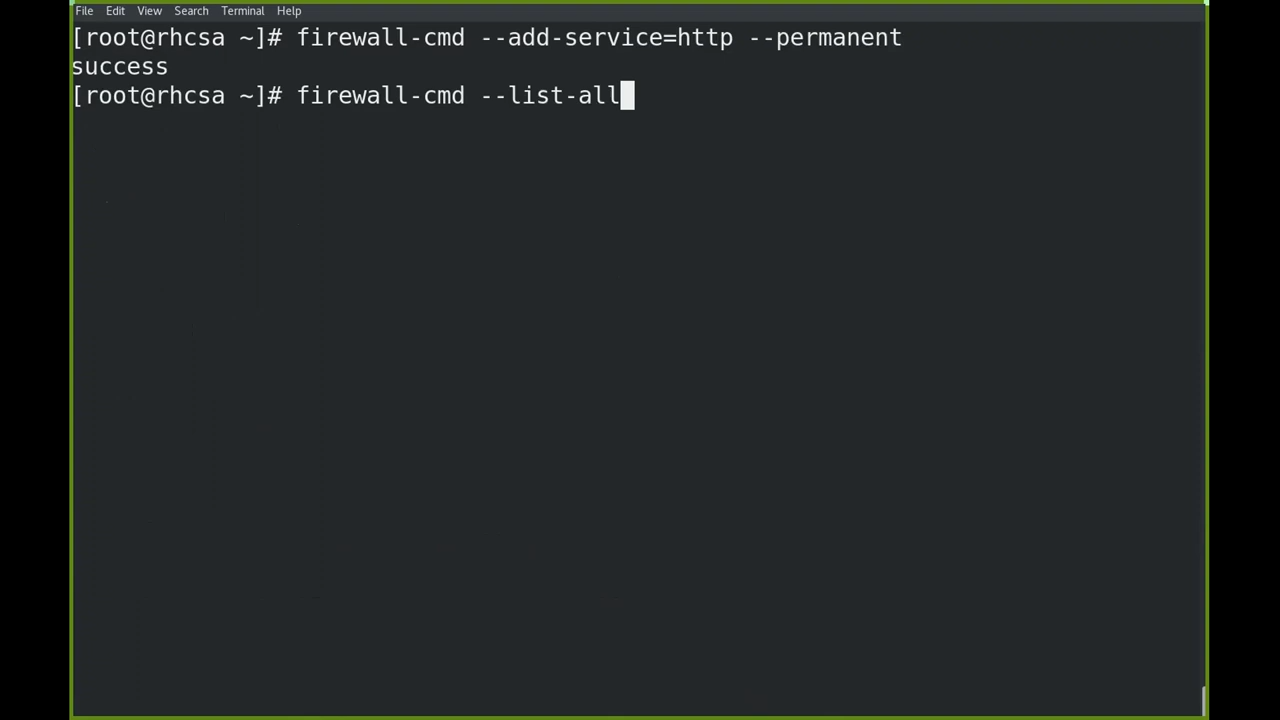 File Edit View Search Terminal Help
[root@rhcsa ~]# firewall-cmd --add-service=http --permanent
success
[root@rhcsa ~]# firewall-cmd --list-all